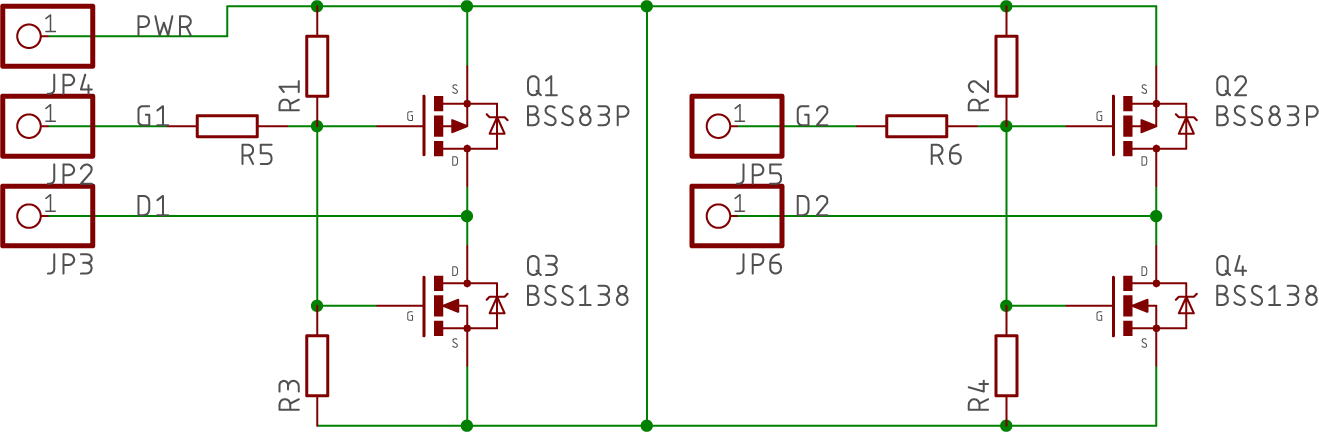 1 PWR
JP4
1 G1
JP2
1 D1
JP3
R5
R1
S
G
D
Q1
BSS83P
D
G
S
Q3
BSS138
R3
1 G2
JP5
1 D2
JP6
R6
R2
S
G
D
Q2
BSS83P
D
G
S
Q4
BSS138
R4